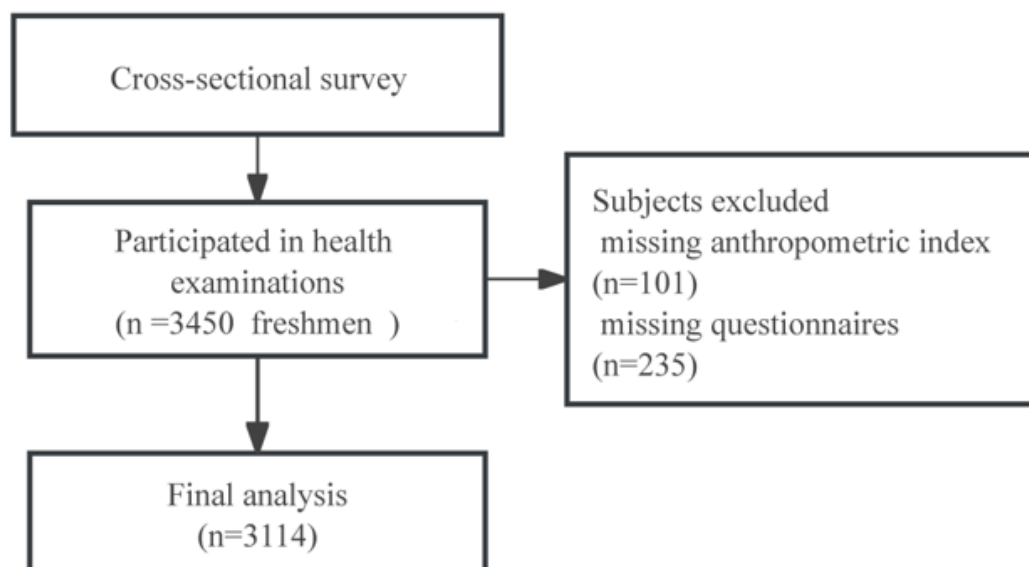 Cross-sectional survey
Participated in health
examinations
(n =3450 freshmen )
Subjects excluded
missing anthropometric index
(n=101)
missing questionnaires
(n=235)
Final analysis
(n=3114)